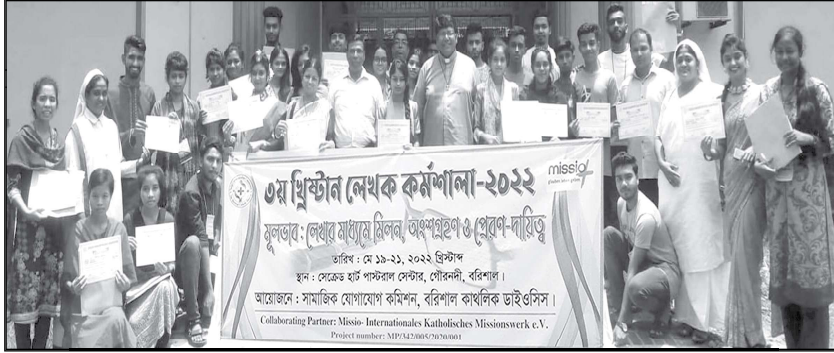 ৩য় খ্রিষ্টান লেখক কর্মশালা-২০২২
missio
মূলভাব : লেখার মাধ্যমে মিলন, অংশগ্রহণ ও প্রেরণ-দায়িত্ব
তারিখ : মে ১৯-২১, ২০২২ খ্রিস্টাব্দ
স্থান : সেক্রেড হার্ট পাস্টরাল সেন্টার, গৌরনদী, বরিশাল।
আয়োজনে : সামাজিক যোগাযোগ কমিশন, বরিশাল কাথলিক ডাইওসিস।
Collaborating Partner: Missio- Internationales Katholisches Missionswerk e.V.
Project number: MP/342/005/2020/001